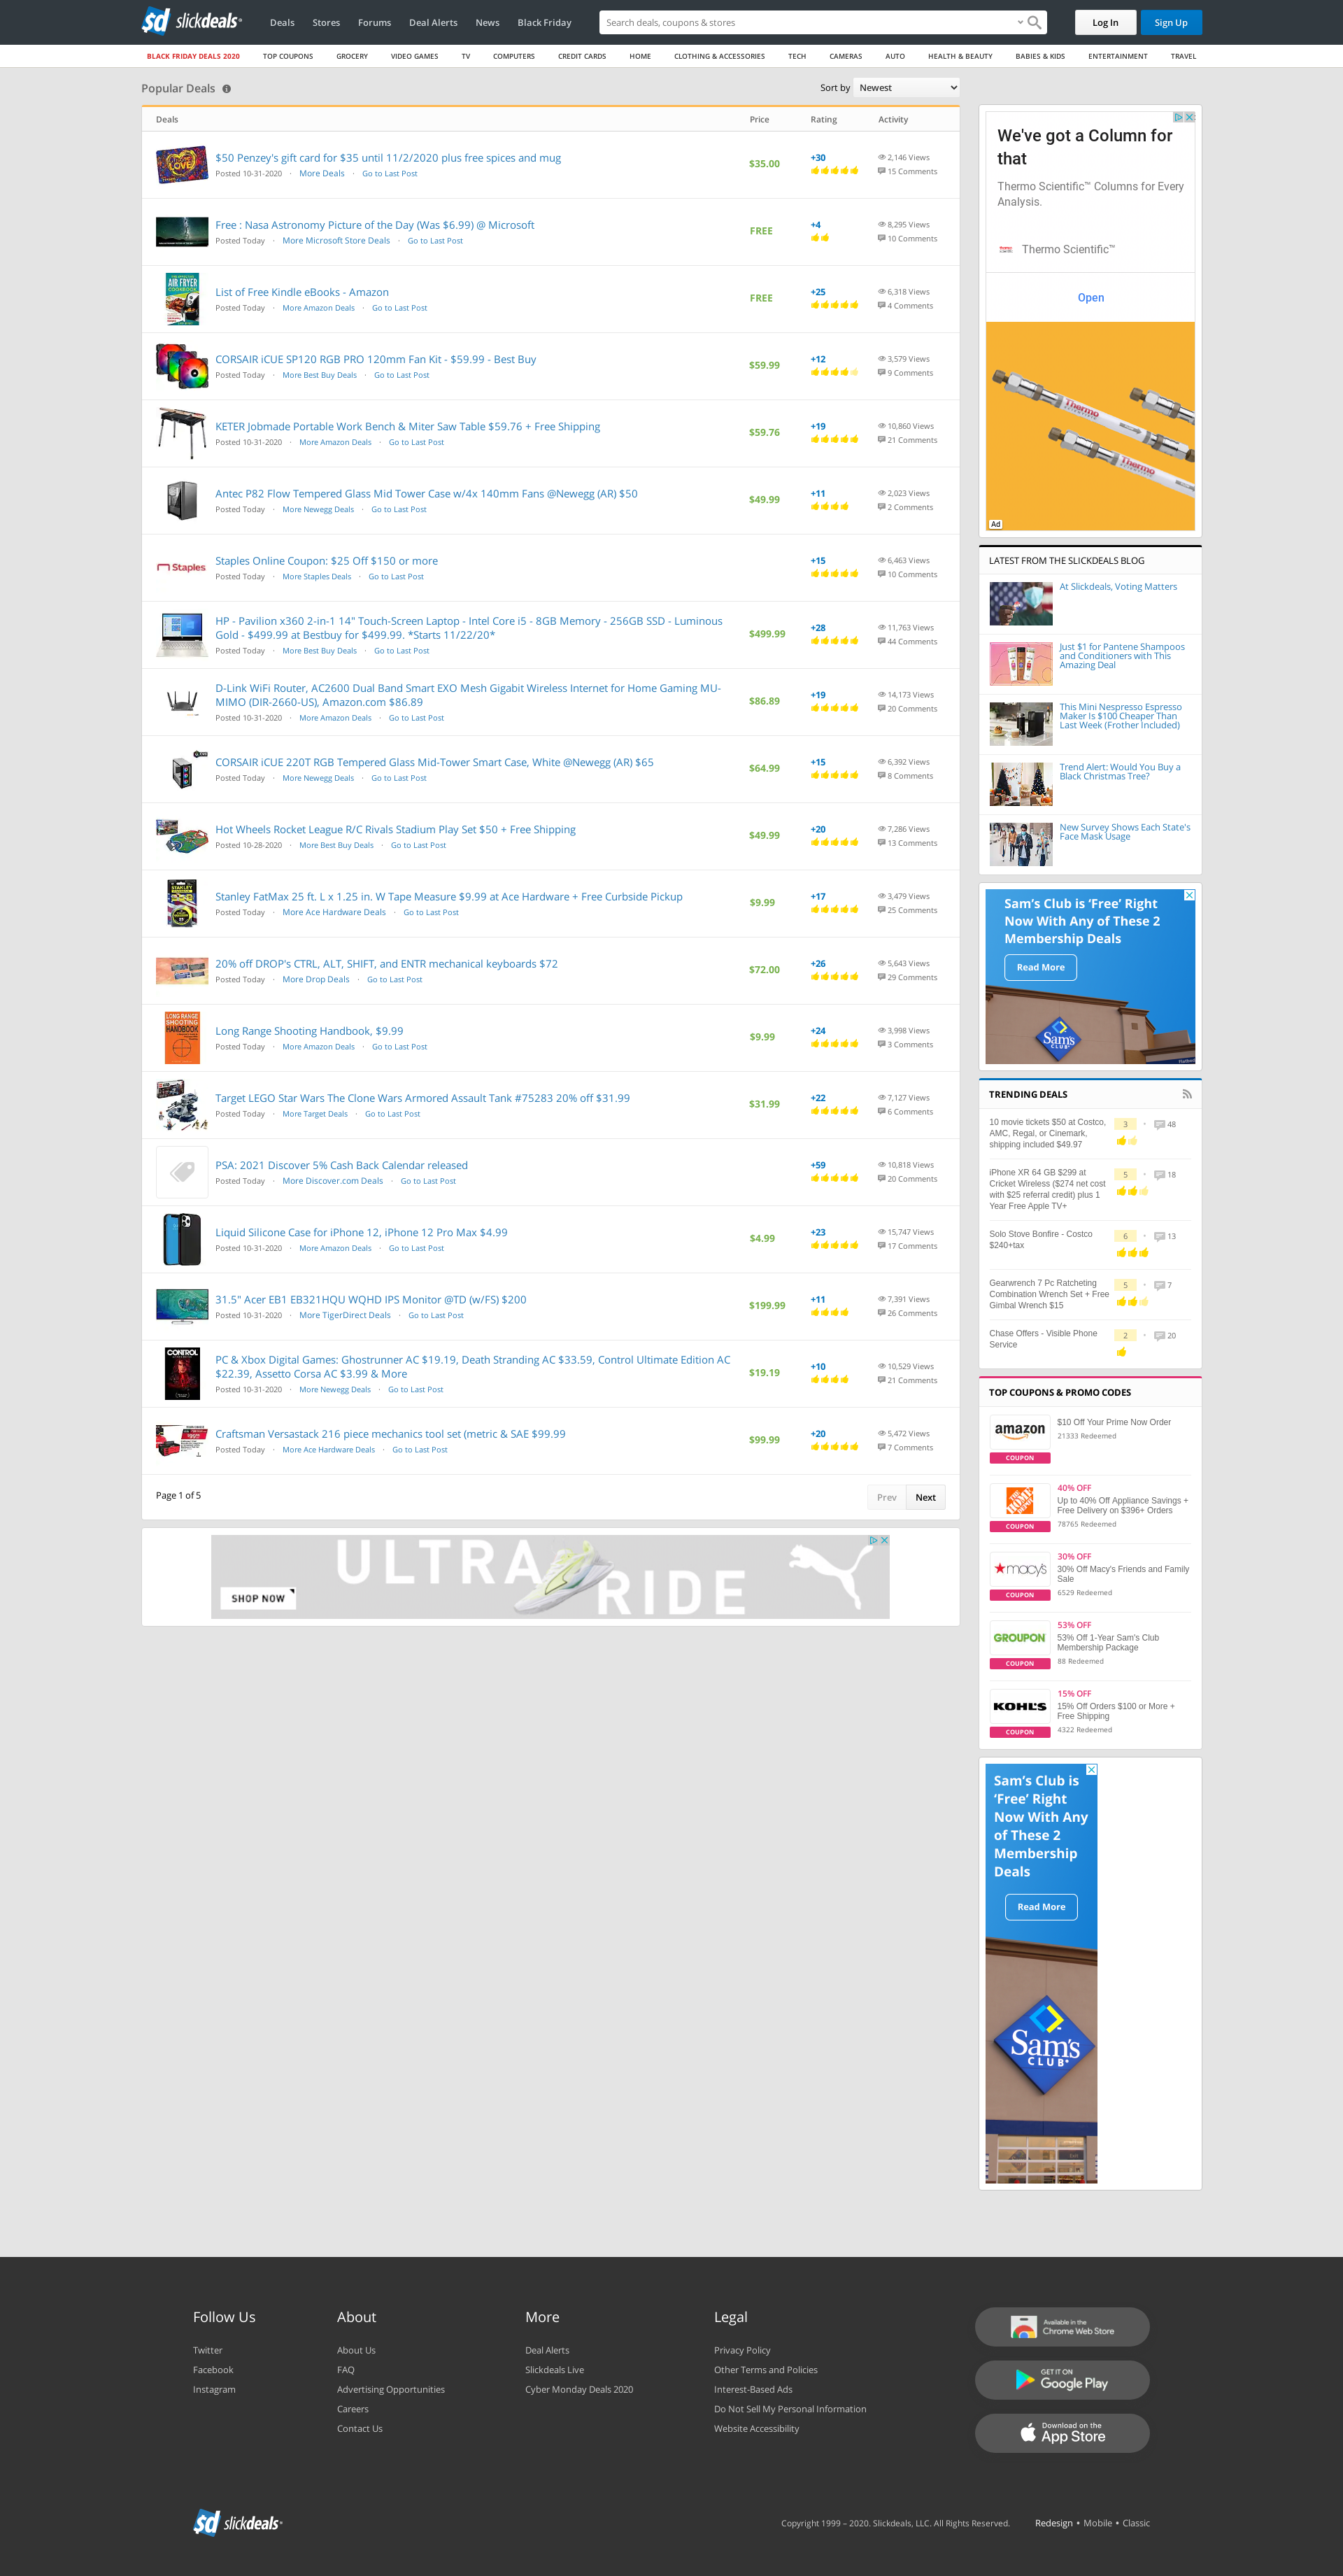 sd slickdeals
Deals Stores Forums Deal Alerts News Black Friday
Search deals, coupons & stores
Log In Sign Up
BLACK FRIDAY DEALS 2020 TOP COUPONS GROCERY VIDEO GAMES TV COMPUTERS CREDIT CARDS HOME CLOTHING & ACCESSORIES TECH CAMERAS AUTO HEALTH & BEAUTY BABIES & KIDS ENTERTAINMENT TRAVEL
Popular Deals
Sort by Newest
Deals Price Rating Activity
$50 Penzey's gift card for $35 until 11/2/2020 plus free spices and mug
Posted 10-31-2020 · More Deals · Go to Last Post
$35.00
+30
2,146 Views
15 Comments
Free : Nasa Astronomy Picture of the Day (Was $6.99) @ Microsoft
Posted Today · More Microsoft Store Deals · Go to Last Post
FREE
+4
8,295 Views
10 Comments
AIR FRYER
COOKBOOK
List of Free Kindle eBooks - Amazon
Posted Today · More Amazon Deals · Go to Last Post
FREE
+25
6,318 Views
4 Comments
CORSAIR iCUE SP120 RGB PRO 120mm Fan Kit - $59.99 - Best Buy
Posted Today · More Best Buy Deals · Go to Last Post
$59.99
+12
3,579 Views
9 Comments
KETER Jobmade Portable Work Bench & Miter Saw Table $59.76 + Free Shipping
Posted 10-31-2020 · More Amazon Deals · Go to Last Post
$59.76
+19
10,860 Views
21 Comments
Antec P82 Flow Tempered Glass Mid Tower Case w/4x 140mm Fans @Newegg (AR) $50
Posted Today · More Newegg Deals · Go to Last Post
$49.99
+11
2,023 Views
2 Comments
Staples
Staples Online Coupon: $25 Off $150 or more
Posted Today · More Staples Deals · Go to Last Post
+15
6,463 Views
10 Comments
HP - Pavilion x360 2-in-1 14" Touch-Screen Laptop - Intel Core i5 - 8GB Memory - 256GB SSD - Luminous
Gold - $499.99 at Bestbuy for $499.99. *Starts 11/22/20*
Posted Today · More Best Buy Deals · Go to Last Post
$499.99
+28
11,763 Views
44 Comments
D-Link WiFi Router, AC2600 Dual Band Smart EXO Mesh Gigabit Wireless Internet for Home Gaming MU-
MIMO (DIR-2660-US), Amazon.com $86.89
Posted 10-31-2020 · More Amazon Deals · Go to Last Post
$86.89
+19
14,173 Views
20 Comments
CORSAIR iCUE 220T RGB Tempered Glass Mid-Tower Smart Case, White @Newegg (AR) $65
Posted Today · More Newegg Deals · Go to Last Post
$64.99
+15
6,392 Views
8 Comments
Hot Wheels Rocket League R/C Rivals Stadium Play Set $50 + Free Shipping
Posted 10-28-2020 · More Best Buy Deals · Go to Last Post
$49.99
+20
7,286 Views
13 Comments
STANLEY
Stanley FatMax 25 ft. L x 1.25 in. W Tape Measure $9.99 at Ace Hardware + Free Curbside Pickup
Posted Today · More Ace Hardware Deals · Go to Last Post
$9.99
+17
3,479 Views
25 Comments
20% off DROP's CTRL, ALT, SHIFT, and ENTR mechanical keyboards $72
Posted Today · More Drop Deals · Go to Last Post
$72.00
+26
5,643 Views
29 Comments
LONG RANGE
SHOOTING
HANDBOOK
Long Range Shooting Handbook, $9.99
Posted Today · More Amazon Deals · Go to Last Post
$9.99
+24
3,998 Views
3 Comments
Target LEGO Star Wars The Clone Wars Armored Assault Tank #75283 20% off $31.99
Posted Today · More Target Deals · Go to Last Post
$31.99
+22
7,127 Views
6 Comments
PSA: 2021 Discover 5% Cash Back Calendar released
Posted Today · More Discover.com Deals · Go to Last Post
+59
10,818 Views
20 Comments
Liquid Silicone Case for iPhone 12, iPhone 12 Pro Max $4.99
Posted 10-31-2020 · More Amazon Deals · Go to Last Post
$4.99
+23
15,747 Views
17 Comments
31.5" Acer EB1 EB321HQU WQHD IPS Monitor @TD (w/FS) $200
Posted 10-31-2020 · More TigerDirect Deals · Go to Last Post
$199.99
+11
7,391 Views
26 Comments
CONTROL
PC & Xbox Digital Games: Ghostrunner AC $19.19, Death Stranding AC $33.59, Control Ultimate Edition AC
$22.39, Assetto Corsa AC $3.99 & More
Posted 10-31-2020 · More Newegg Deals · Go to Last Post
$19.19
+10
10,529 Views
21 Comments
Craftsman Versastack 216 piece mechanics tool set (metric & SAE $99.99
Posted Today · More Ace Hardware Deals · Go to Last Post
$99.99
+20
5,472 Views
7 Comments
Page 1 of 5
Prev Next
ULTRA RIDE
SHOP NOW
We've got a Column for
that
Thermo Scientific™ Columns for Every
Analysis.
Thermo Scientific™
Open
Thermo
Thermo
Thermo
Ad
LATEST FROM THE SLICKDEALS BLOG
At Slickdeals, Voting Matters
Just $1 for Pantene Shampoos
and Conditioners with This
Amazing Deal
This Mini Nespresso Espresso
Maker Is $100 Cheaper Than
Last Week (Frother Included)
Trend Alert: Would You Buy a
Black Christmas Tree?
New Survey Shows Each State's
Face Mask Usage
Sam's Club is ‘Free’ Right
Now With Any of These 2
Membership Deals
Read More
Sam's
CLUB
TRENDING DEALS
10 movie tickets $50 at Costco,
AMC, Regal, or Cinemark,
shipping included $49.97
3 · 48
iPhone XR 64 GB $299 at
Cricket Wireless ($274 net cost
with $25 referral credit) plus 1
Year Free Apple TV+
5 · 18
Solo Stove Bonfire - Costco
$240+tax
6 · 13
Gearwrench 7 Pc Ratcheting
Combination Wrench Set + Free
Gimbal Wrench $15
5 · 7
Chase Offers - Visible Phone
Service
2 · 20
TOP COUPONS & PROMO CODES
amazon
COUPON
$10 Off Your Prime Now Order
21333 Redeemed
THE HOME DEPOT
COUPON
40% OFF
Up to 40% Off Appliance Savings +
Free Delivery on $396+ Orders
78765 Redeemed
macy's
COUPON
30% OFF
30% Off Macy's Friends and Family
Sale
6529 Redeemed
GROUPON
COUPON
53% OFF
53% Off 1-Year Sam's Club
Membership Package
88 Redeemed
KOHL'S
COUPON
15% OFF
15% Off Orders $100 or More +
Free Shipping
4322 Redeemed
Sam's Club is
‘Free’ Right
Now With Any
of These 2
Membership
Deals
Read More
Sam's
CLUB
Follow Us
Twitter
Facebook
Instagram
About
About Us
FAQ
Advertising Opportunities
Careers
Contact Us
More
Deal Alerts
Slickdeals Live
Cyber Monday Deals 2020
Legal
Privacy Policy
Other Terms and Policies
Interest-Based Ads
Do Not Sell My Personal Information
Website Accessibility
Available in the
Chrome Web Store
GET IT ON
Google Play
Download on the
App Store
sd slickdeals
Copyright 1999 – 2020. Slickdeals, LLC. All Rights Reserved.
Redesign • Mobile • Classic